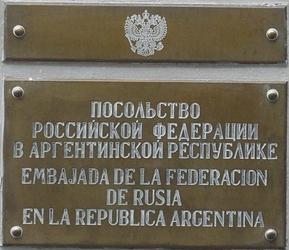 ПОСОЛЬСТВО
РОССИЙСКОЙ ФЕДЕРАЦИИ
В АРГЕНТИНСКОЙ РЕСПУБЛИКЕ
EMBAJADA DE LA FEDERACION
DE RUSIA
EN LA REPUBLICA ARGENTINA